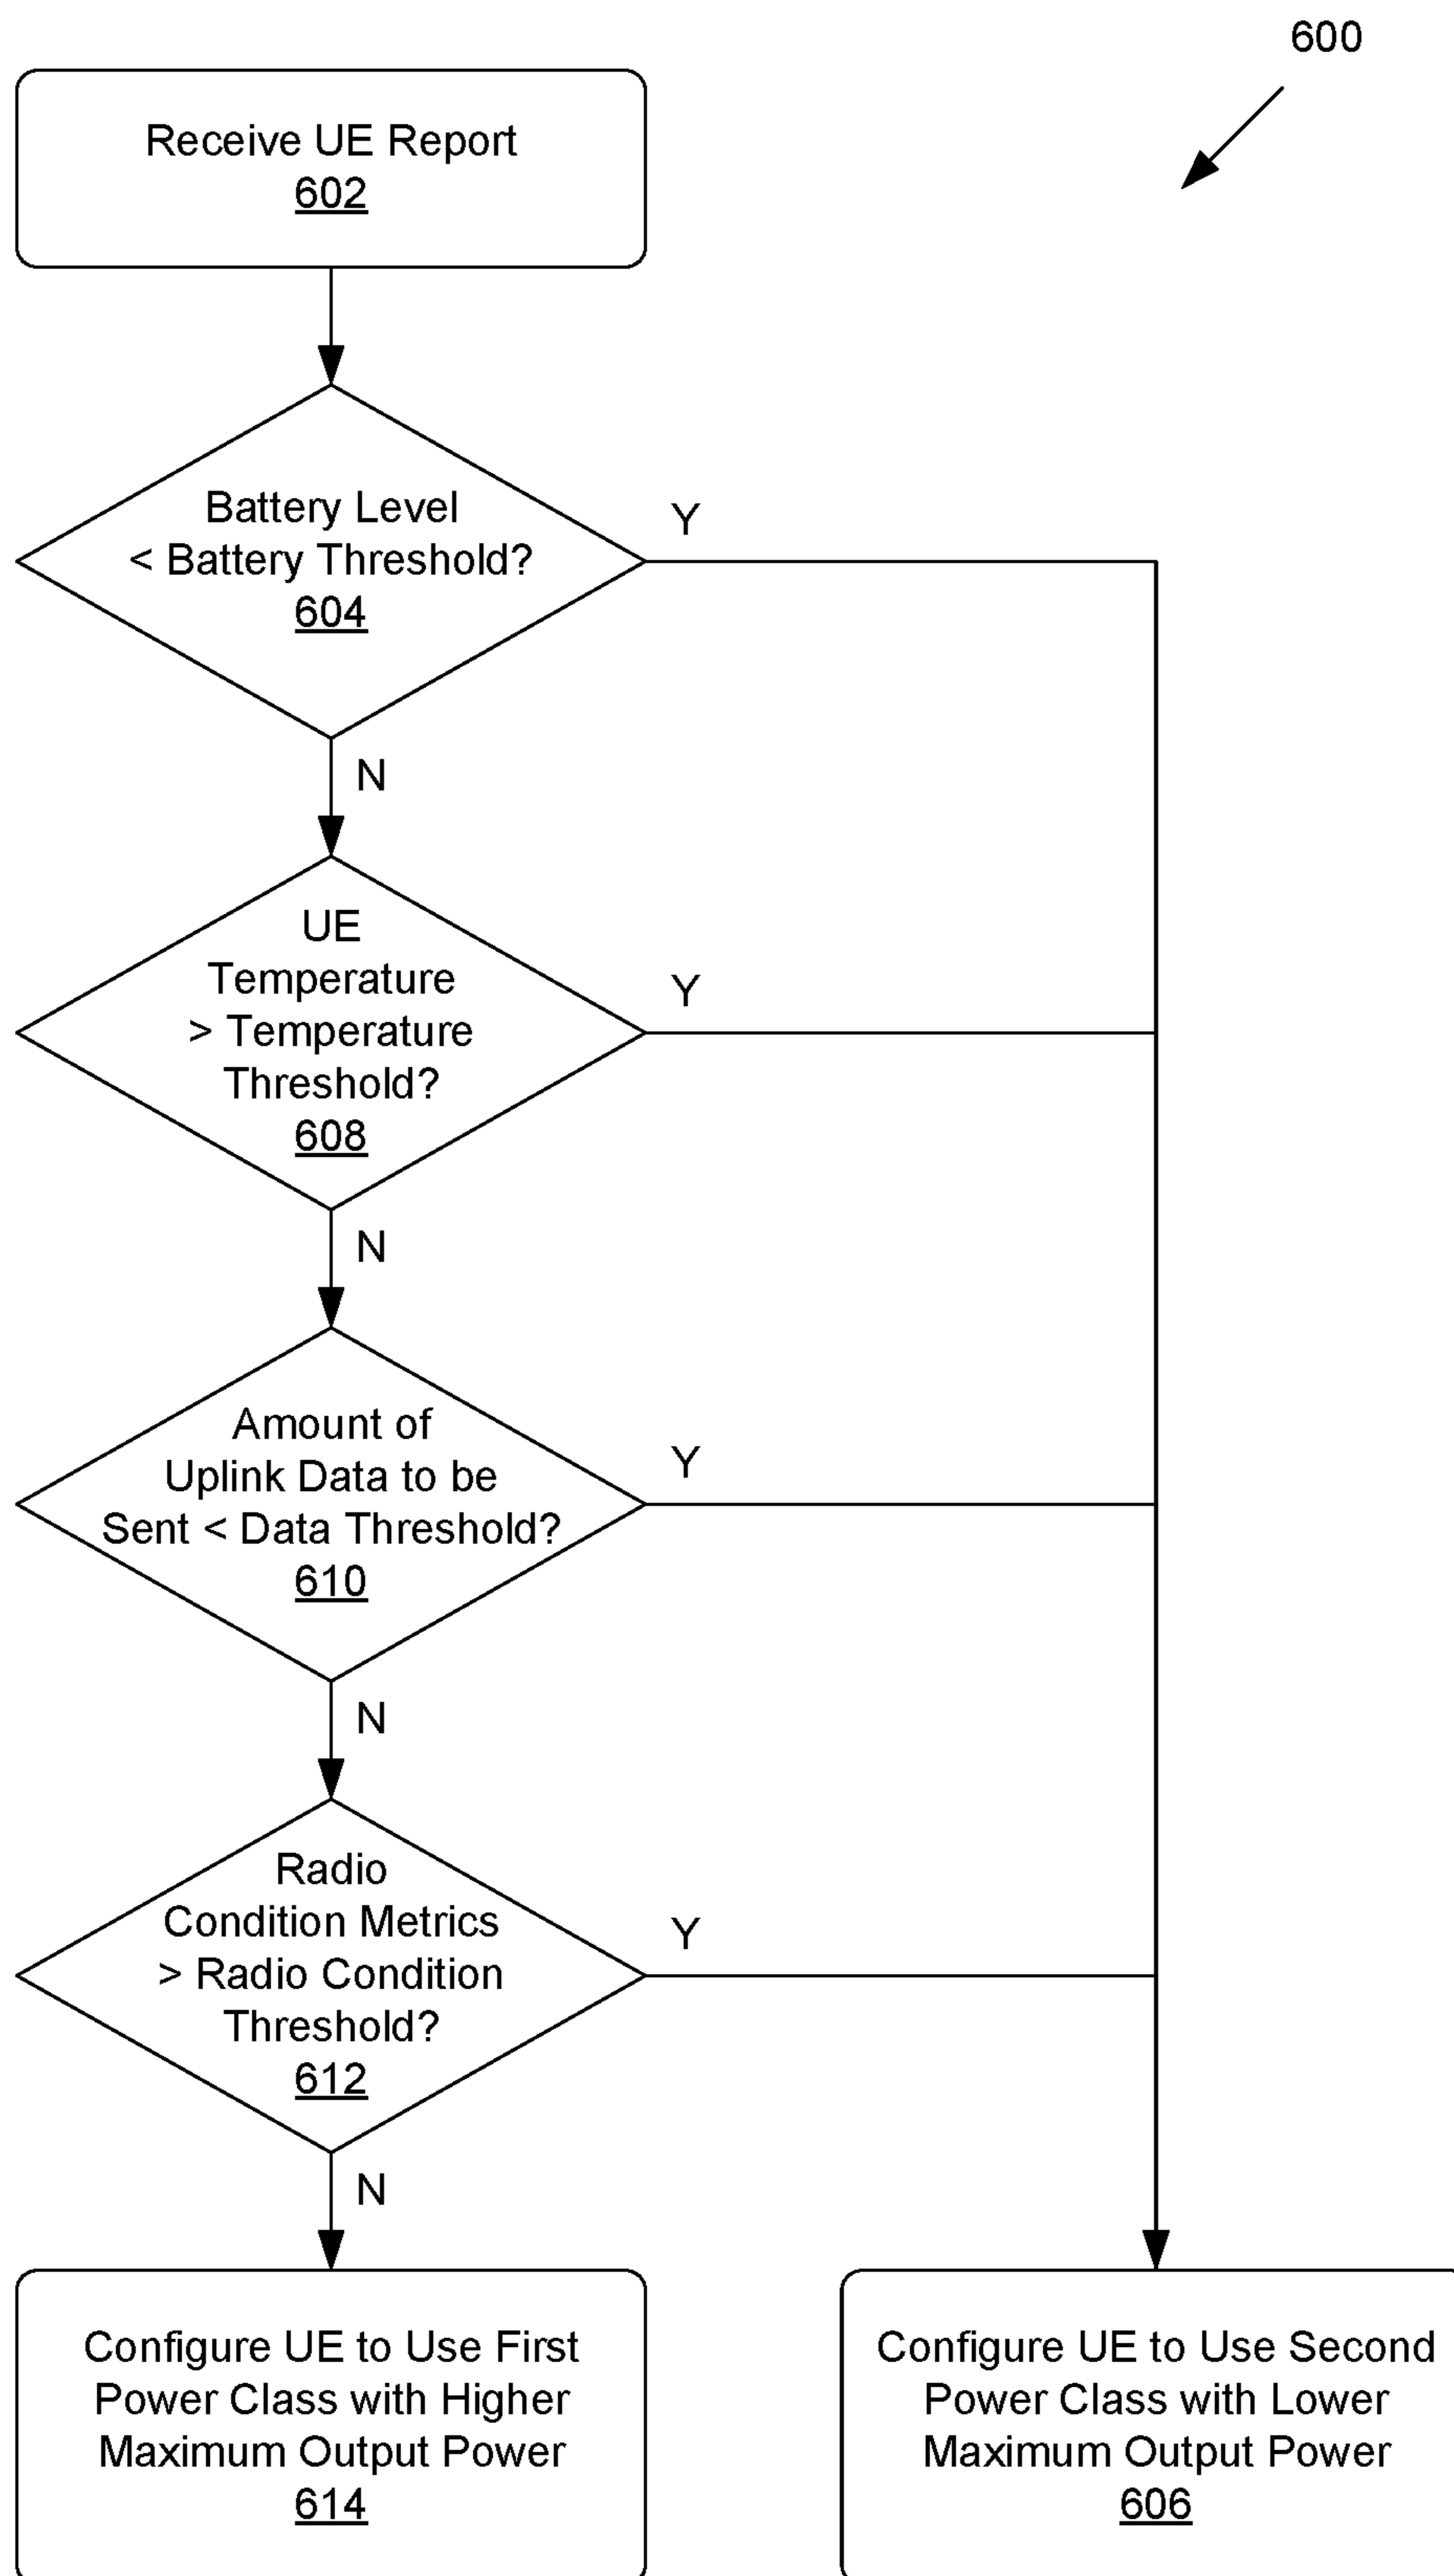 600
Receive UE Report
602
Battery Level
< Battery Threshold?
604
Y
N
UE
Temperature
> Temperature
Threshold?
608
Y
N
Amount of
Uplink Data to be
Sent < Data Threshold?
610
Y
N
Radio
Condition Metrics
> Radio Condition
Threshold?
612
Y
N
Configure UE to Use First
Power Class with Higher
Maximum Output Power
614
Configure UE to Use Second
Power Class with Lower
Maximum Output Power
606